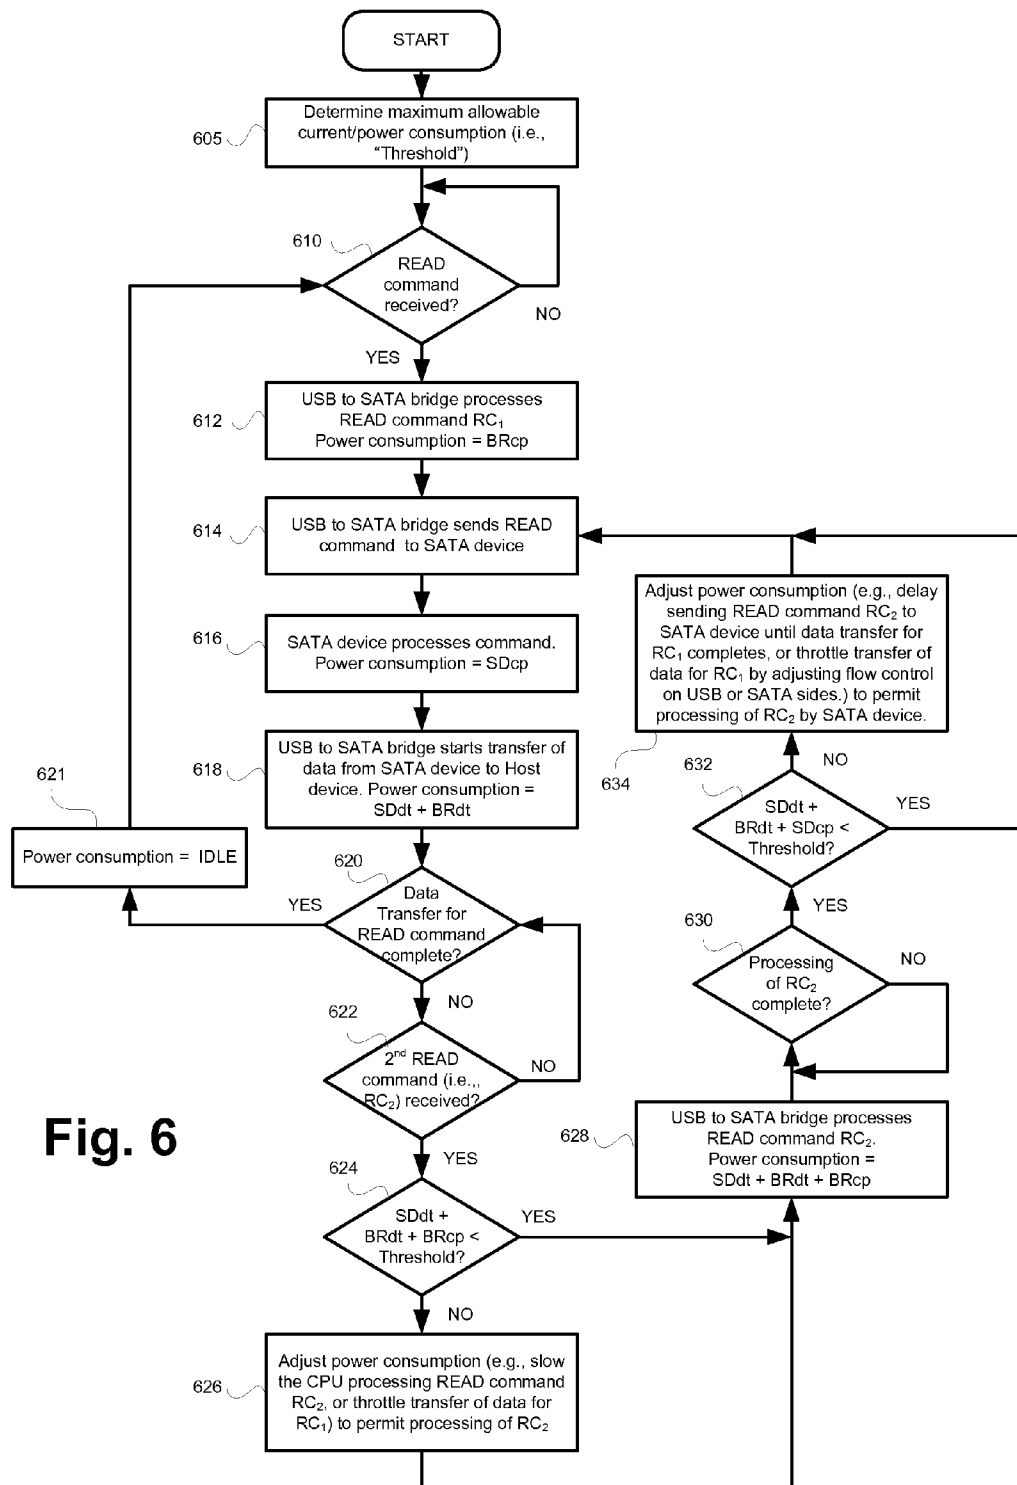 START
605
Determine maximum allowable
current/power consumption (i.e.,
“Threshold”)
610
READ
command
received?
NO
YES
612
USB to SATA bridge processes
READ command RC1
Power consumption = BRcp
614
USB to SATA bridge sends READ
command to SATA device
616
SATA device processes command.
Power consumption = SDcp
618
USB to SATA bridge starts transfer of
data from SATA device to Host
device. Power consumption =
SDdt + BRdt
621
Power consumption = IDLE
620
YES
Data
Transfer for
READ command
complete?
NO
622
2nd READ
command (i.e.,,
RC2) received?
NO
YES
624
SDdt +
BRdt + BRcp <
Threshold?
YES
NO
626
Adjust power consumption (e.g., slow
the CPU processing READ command
RC2, or throttle transfer of data for
RC1) to permit processing of RC2
628
USB to SATA bridge processes
READ command RC2.
Power consumption =
SDdt + BRdt + BRcp
630
Processing
of RC2
complete?
NO
YES
632
SDdt +
BRdt + SDcp <
Threshold?
YES
NO
634
Adjust power consumption (e.g., delay
sending READ command RC2 to
SATA device until data transfer for
RC1 completes, or throttle transfer of
data for RC1 by adjusting flow control
on USB or SATA sides.) to permit
processing of RC2 by SATA device.
Fig. 6